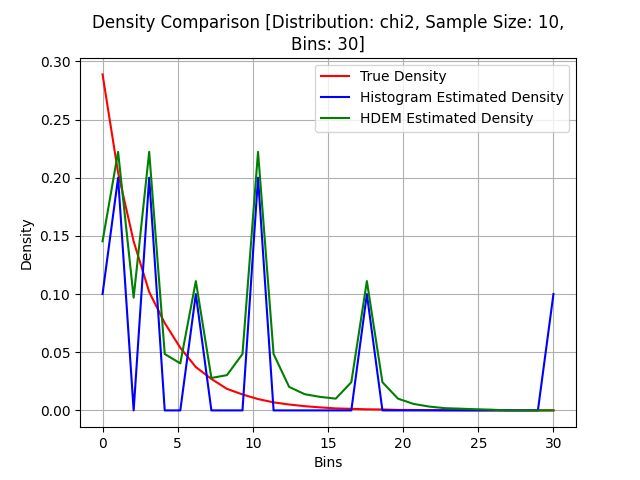 Density Comparison [Distribution: chi2, Sample Size: 10,
Bins: 30]
True Density
Histogram Estimated Density
HDEM Estimated Density
Density
0.30
0.25
0.20
0.15
0.10
0.05
0.00
0 5 10 15 20 25 30
Bins